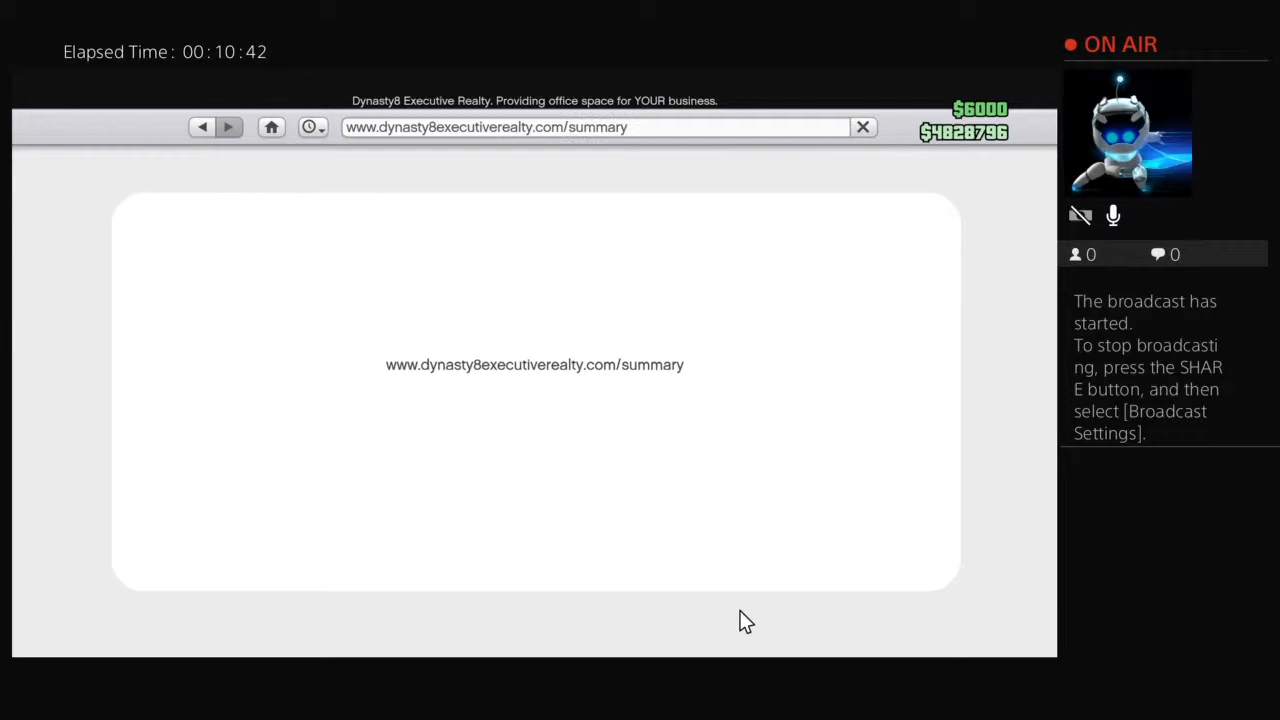 Elapsed Time: 00:10:42
ON AIR
Dynasty8 Executive Realty. Providing office space for YOUR business.
$6000
www.dynasty8executiverealty.com/summary
$4828796
0 0
www.dynasty8executiverealty.com/summary
The broadcast has
started.
To stop broadcasti
ng, press the SHAR
E button, and then
select [Broadcast
Settings].